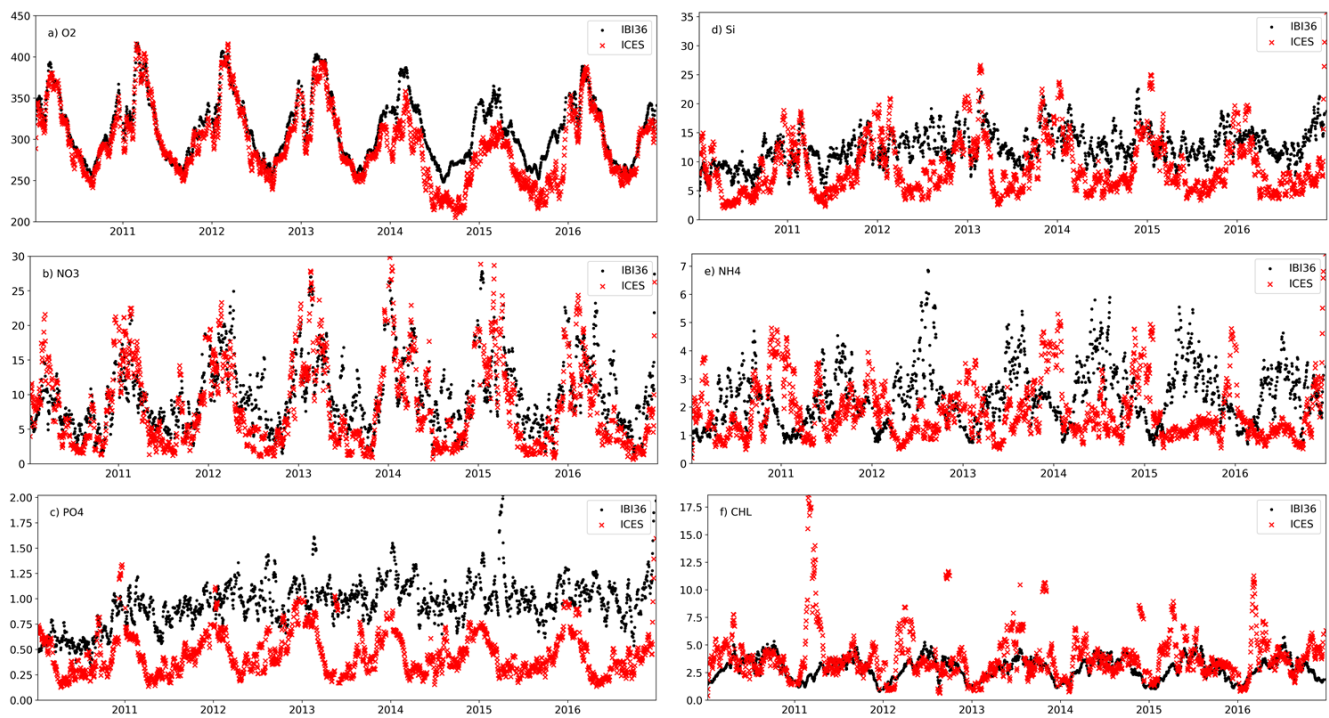 450
400
350
300
250
200
a) O2
IBI36
ICES
2011 2012 2013 2014 2015 2016
35
30
25
20
15
10
5
0
d) Si
IBI36
ICES
2011 2012 2013 2014 2015 2016
30
25
20
15
10
5
0
b) NO3
IBI36
ICES
2011 2012 2013 2014 2015 2016
7
6
5
4
3
2
1
0
e) NH4
IBI36
ICES
2011 2012 2013 2014 2015 2016
2.00
1.75
1.50
1.25
1.00
0.75
0.50
0.25
0.00
c) PO4
IBI36
ICES
2011 2012 2013 2014 2015 2016
17.5
15.0
12.5
10.0
7.5
5.0
2.5
0.0
f) CHL
IBI36
ICES
2011 2012 2013 2014 2015 2016